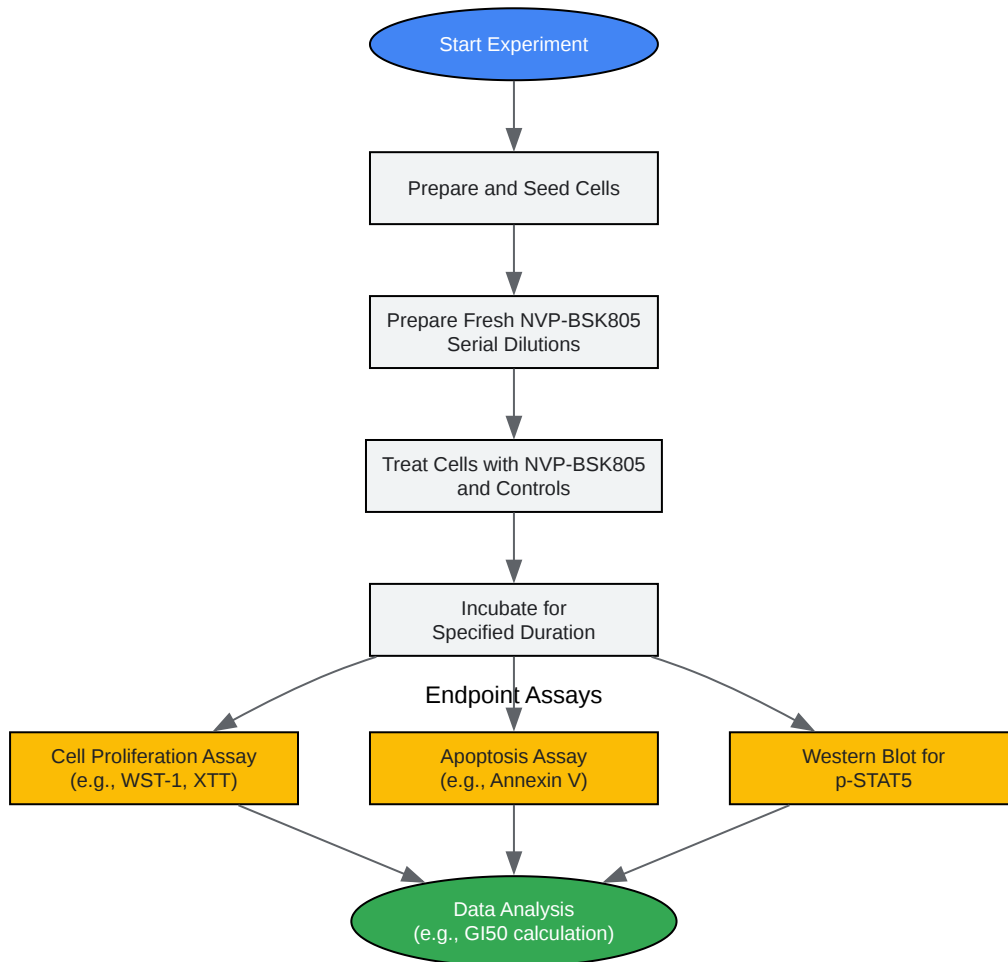 Start Experiment
Prepare and Seed Cells
Prepare Fresh NVP-BSK805
Serial Dilutions
Treat Cells with NVP-BSK805
and Controls
Incubate for
Specified Duration
Endpoint Assays
Cell Proliferation Assay
(e.g., WST-1, XTT)
Apoptosis Assay
(e.g., Annexin V)
Western Blot for
p-STAT5
Data Analysis
(e.g., GI50 calculation)